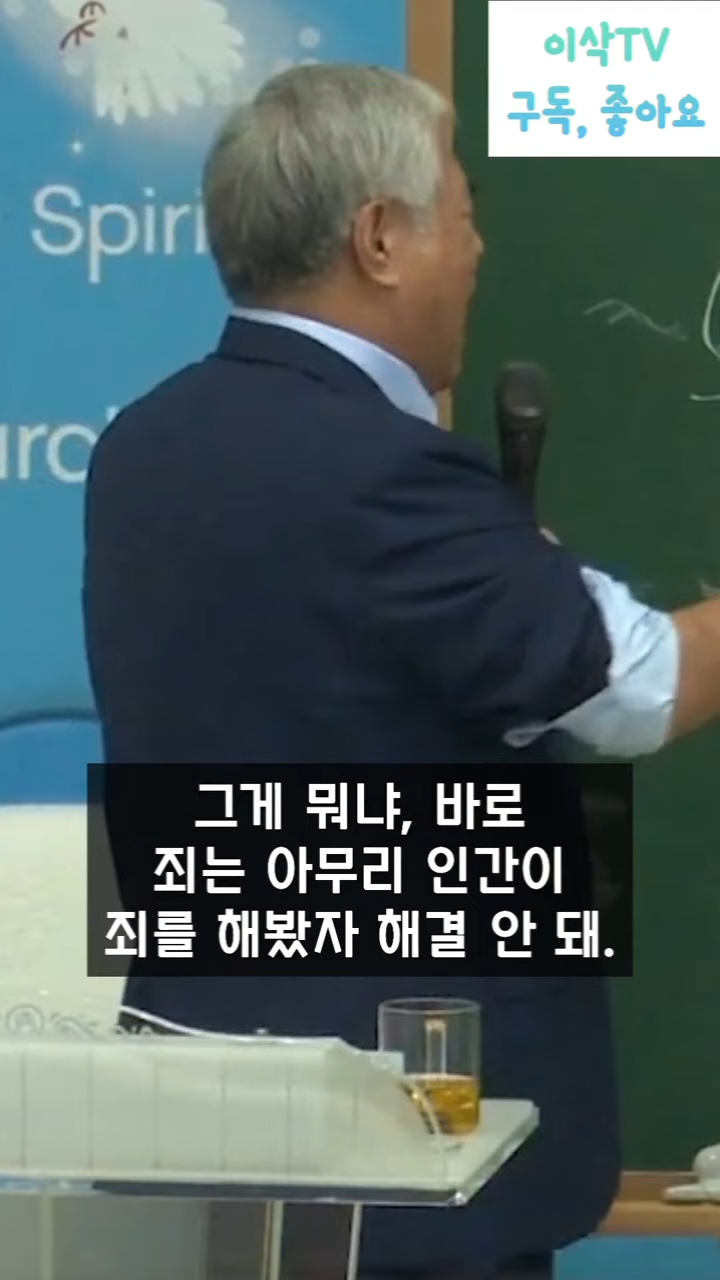 이삭TV
구독, 좋아요
Spiri
그게 뭐냐, 바로
죄는 아무리 인간이
죄를 해봤자 해결 안 돼.